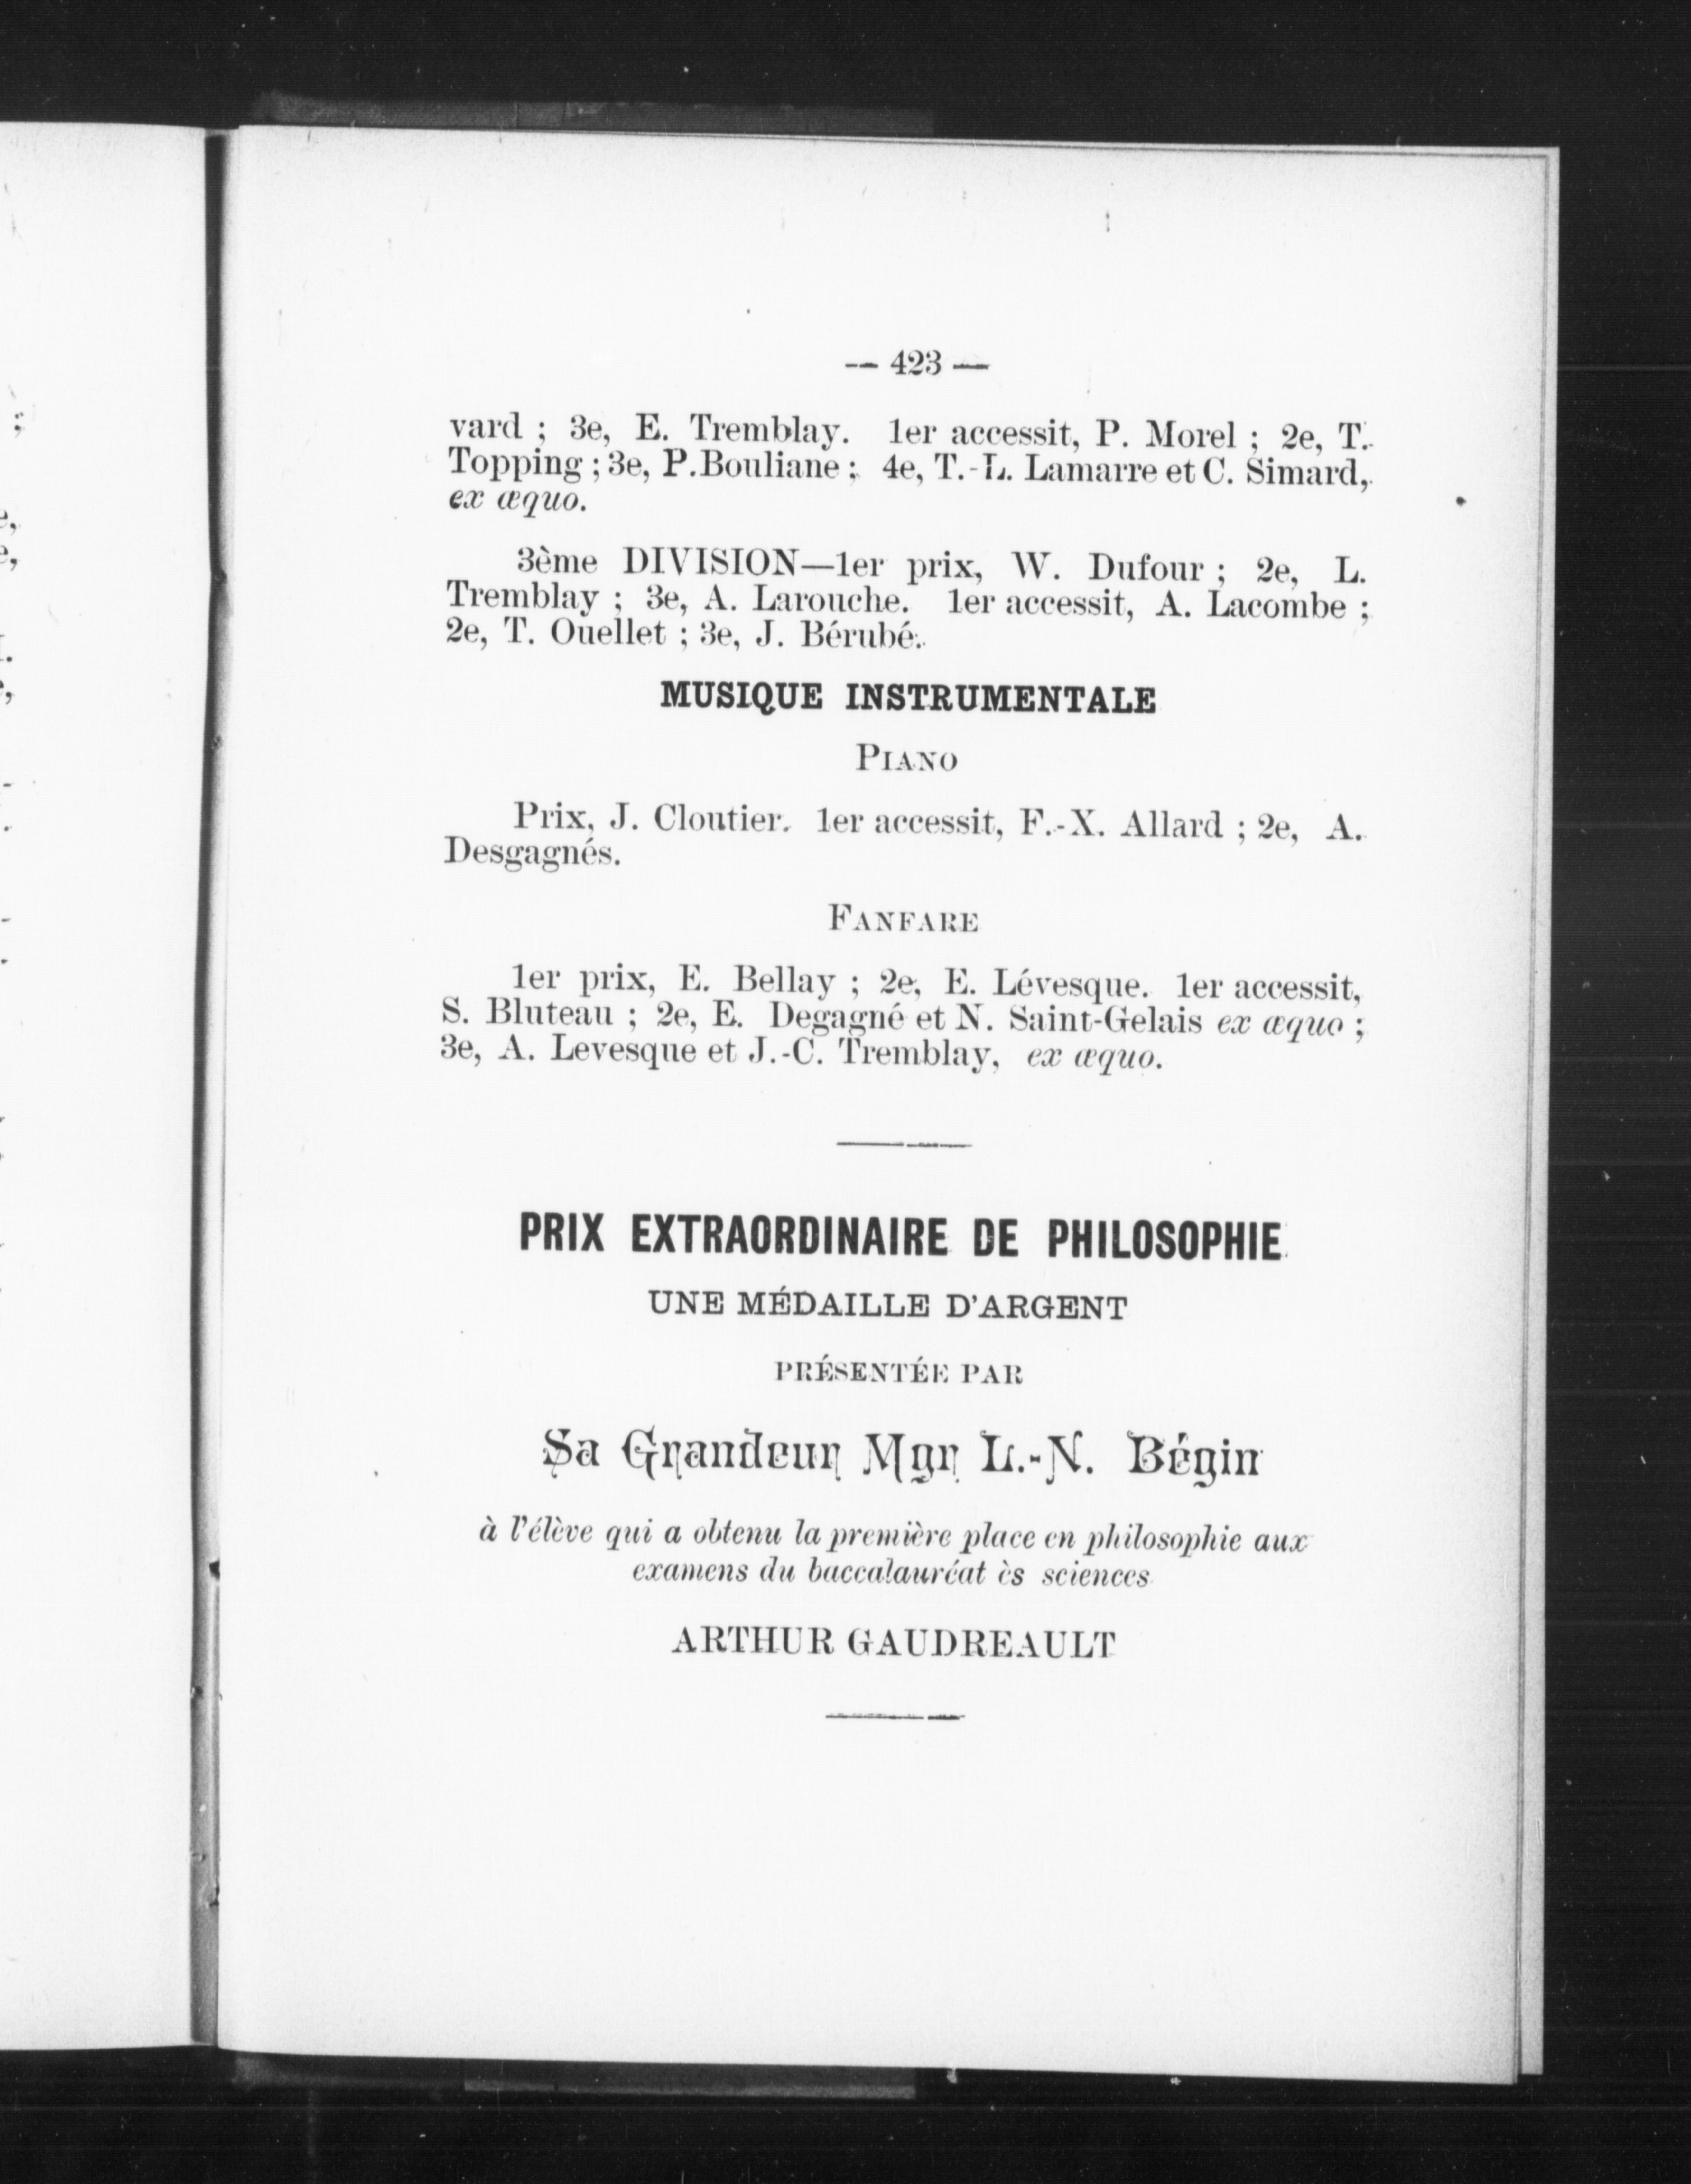 — 423 —
vard ; 3e, E. Tremblay. 1er accessit, P. Morel ; 2e, T.
Topping ; 3e, P. Bouliane ; 4e, T.-L. Lamarre et C. Simard,
ex æquo.
3ème DIVISION—1er prix, W. Dufour ; 2e, L.
Tremblay ; 3e, A. Larouche. 1er accessit, A. Lacombe ;
2e, T. Ouellet ; 3e, J. Bérubé.
MUSIQUE INSTRUMENTALE
PIANO
Prix, J. Cloutier. 1er accessit, F.-X. Allard ; 2e, A.
Desgagnés.
FANFARE
1er prix, E. Bellay ; 2e, E. Lévesque. 1er accessit,
S. Bluteau ; 2e, E. Degagné et N. Saint-Gelais ex æquo ;
3e, A. Levesque et J.-C. Tremblay, ex æquo.
PRIX EXTRAORDINAIRE DE PHILOSOPHIE
UNE MÉDAILLE D'ARGENT
PRÉSENTÉE PAR
Sa Grandeur Mgr L.-N. Bégin
à l'élève qui a obtenu la première place en philosophie aux
examens du baccalauréat ès sciences
ARTHUR GAUDREAULT